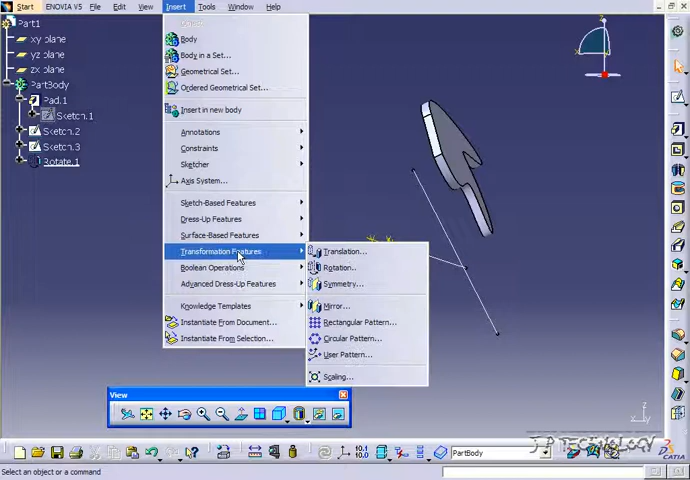 Start ENOVIA V5 File Edit View Insert Tools Window Help
Part1
xy plane
yz plane
zx plane
PartBody
Pad.1
Sketch.1
Sketch.2
Sketch.3
Rotate.1
Body
Body in a Set...
Geometrical Set...
Ordered Geometrical Set...
Insert in new body
Annotations
Constraints
Sketcher
Axis System...
Sketch-Based Features
Dress-Up Features
Surface-Based Features
Transformation Features
Boolean Operations
Advanced Dress-Up Features
Knowledge Templates
Instantiate From Document...
Instantiate From Selection...
Translation...
Rotation...
Symmetry...
Mirror...
Rectangular Pattern...
Circular Pattern...
User Pattern...
Scaling...
View
PartBody
J.P TECHNOLOGY
CATIA
Select an object or a command